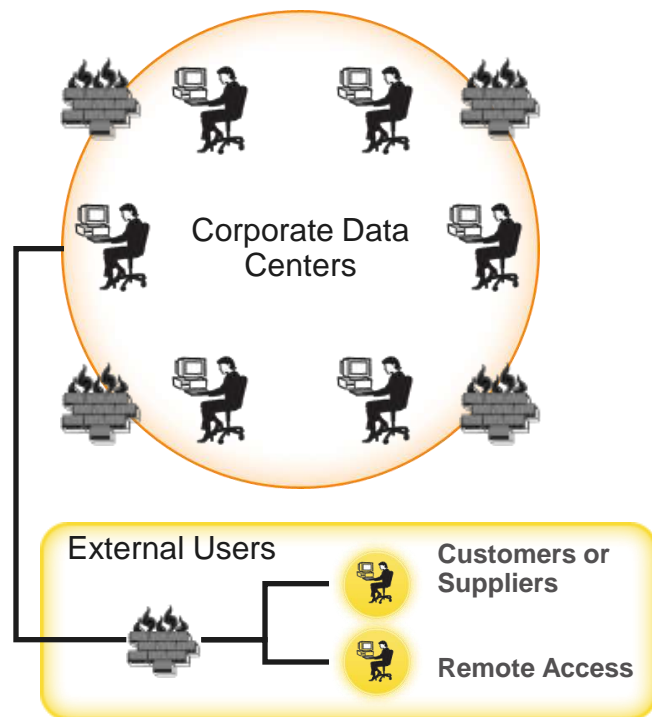 Corporate Data
Centers
External Users
Customers or
Suppliers
Remote Access